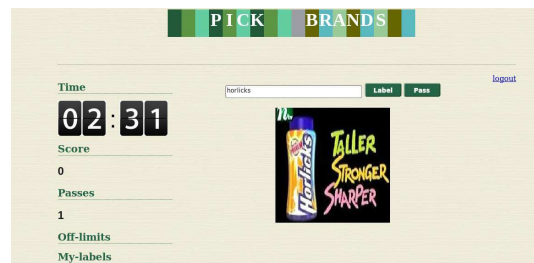 PICK BRANDS
logout
Time
02:31
horlicks
Label
Pass
Score
0
Passes
1
Horlicks
TALLER
STRONGER
SHARPER
Off-limits
My-labels